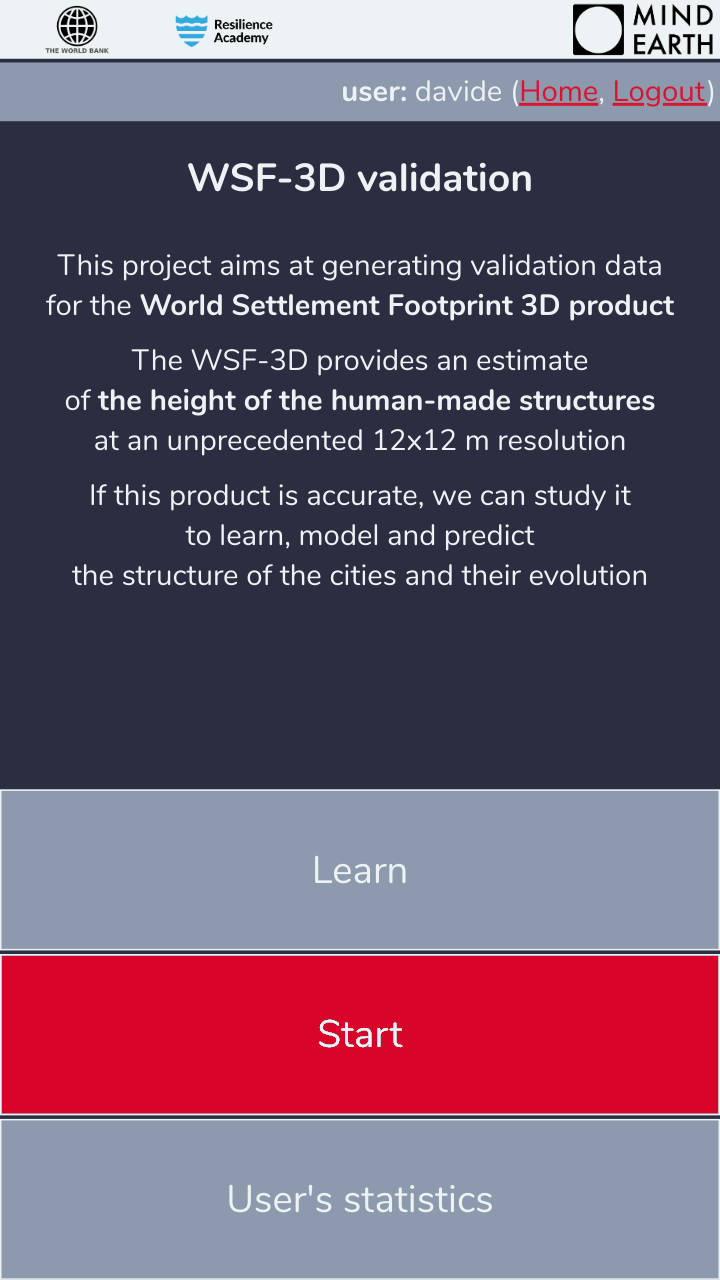 THE WORLD BANK
Resilience
Academy
MIND
EARTH
user: davide (Home, Logout)
WSF-3D validation
This project aims at generating validation data
for the World Settlement Footprint 3D product
The WSF-3D provides an estimate
of the height of the human-made structures
at an unprecedented 12x12 m resolution
If this product is accurate, we can study it
to learn, model and predict
the structure of the cities and their evolution
Learn
Start
User's statistics